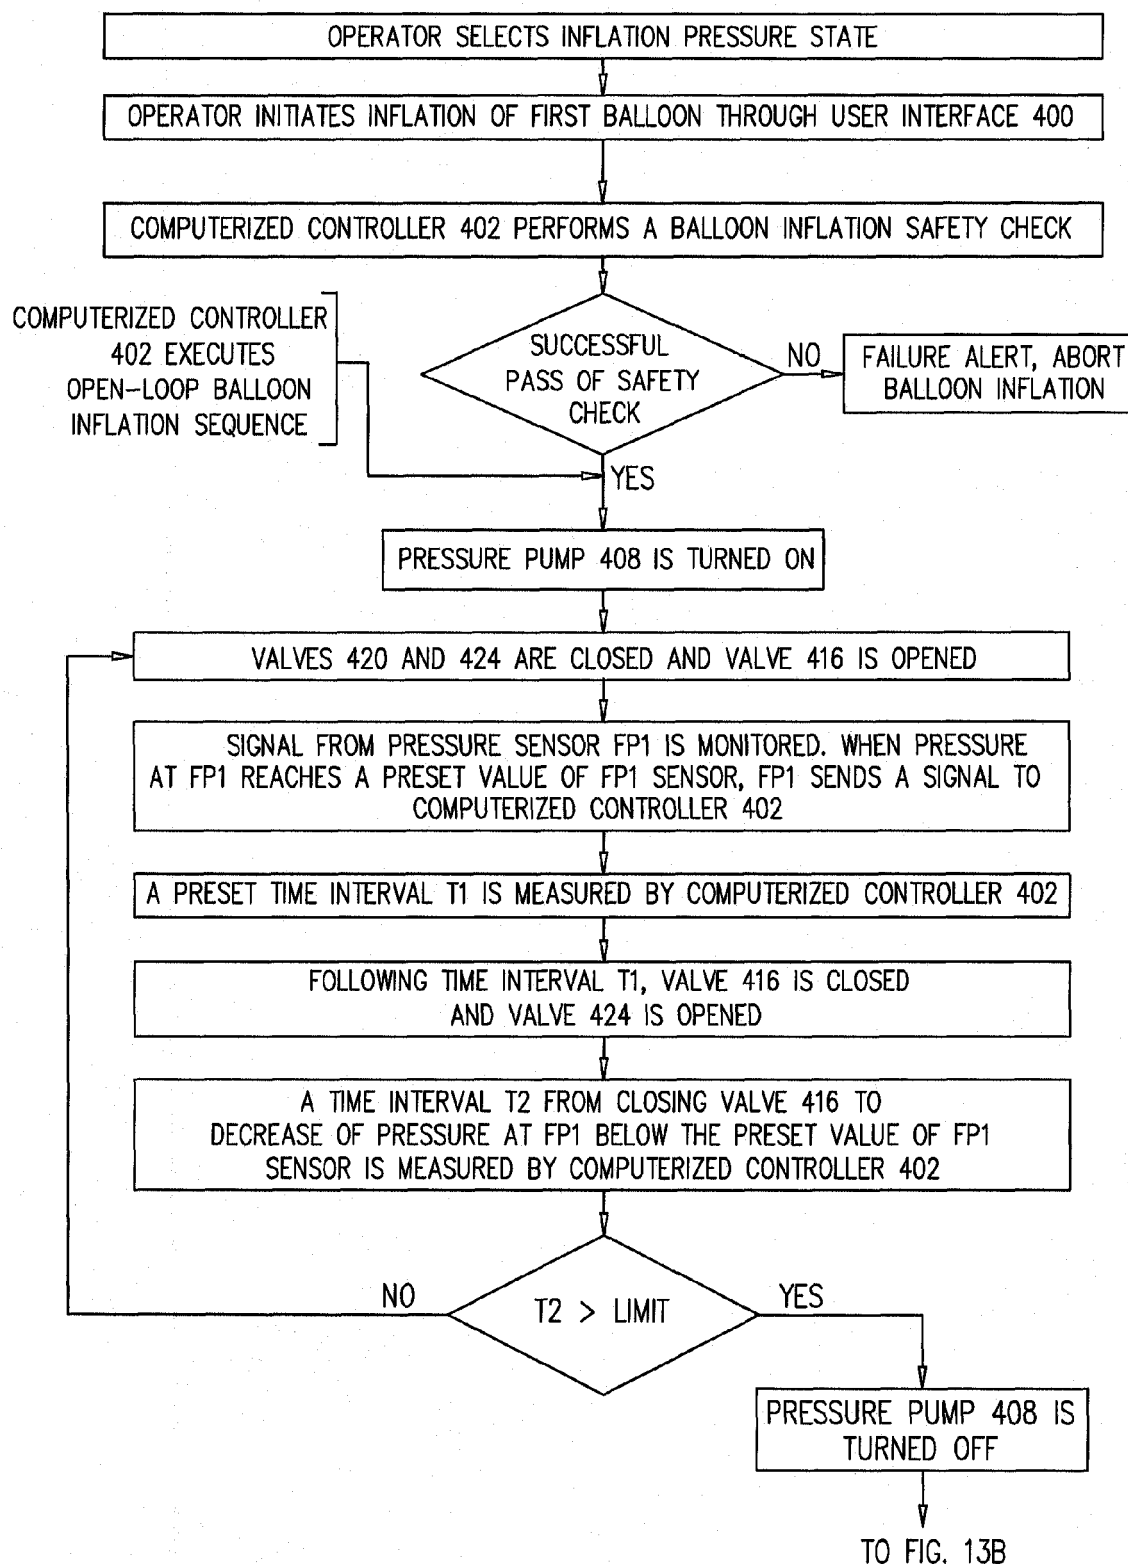 OPERATOR SELECTS INFLATION PRESSURE STATE
OPERATOR INITIATES INFLATION OF FIRST BALLOON THROUGH USER INTERFACE 400
COMPUTERIZED CONTROLLER 402 PERFORMS A BALLOON INFLATION SAFETY CHECK
COMPUTERIZED CONTROLLER
402 EXECUTES
OPEN-LOOP BALLOON
INFLATION SEQUENCE
SUCCESSFUL
PASS OF SAFETY
CHECK
NO
FAILURE ALERT, ABORT
BALLOON INFLATION
YES
PRESSURE PUMP 408 IS TURNED ON
VALVES 420 AND 424 ARE CLOSED AND VALVE 416 IS OPENED
SIGNAL FROM PRESSURE SENSOR FP1 IS MONITORED. WHEN PRESSURE
AT FP1 REACHES A PRESET VALUE OF FP1 SENSOR, FP1 SENDS A SIGNAL TO
COMPUTERIZED CONTROLLER 402
A PRESET TIME INTERVAL T1 IS MEASURED BY COMPUTERIZED CONTROLLER 402
FOLLOWING TIME INTERVAL T1, VALVE 416 IS CLOSED
AND VALVE 424 IS OPENED
A TIME INTERVAL T2 FROM CLOSING VALVE 416 TO
DECREASE OF PRESSURE AT FP1 BELOW THE PRESET VALUE OF FP1
SENSOR IS MEASURED BY COMPUTERIZED CONTROLLER 402
NO
T2 > LIMIT
YES
PRESSURE PUMP 408 IS
TURNED OFF
TO FIG. 13B